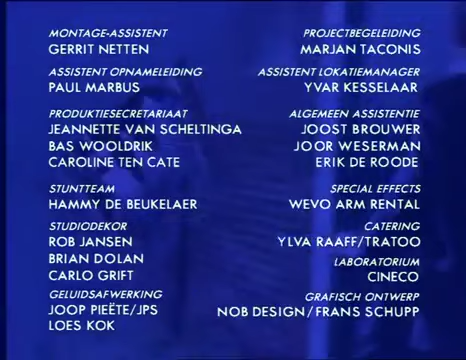 MONTAGE-ASSISTENT
GERRIT NETTEN
ASSISTENT OPNAMELEIDING
PAUL MARBUS
PRODUKTIESECRETARIAAT
JEANNETTE VAN SCHELTINGA
BAS WOOLDRIK
CAROLINE TEN CATE
STUNTTEAM
HAMMY DE BEUKELAER
STUDIODEKOR
ROB JANSEN
BRIAN DOLAN
CARLO GRIFT
GELUIDSAFWERKING
JOOP PIEËTE/JPS
LOES KOK
PROJECTBEGELEIDING
MARJAN TACONIS
ASSISTENT LOKATIEMANAGER
YVAR KESSELAAR
ALGEMEEN ASSISTENTIE
JOOST BROUWER
JOOR WESERMAN
ERIK DE ROODE
SPECIAL EFFECTS
WEVO ARM RENTAL
CATERING
YLVA RAAFF/TRATOO
LABORATORIUM
CINECO
GRAFISCH ONTWERP
NOB DESIGN/FRANS SCHUPP